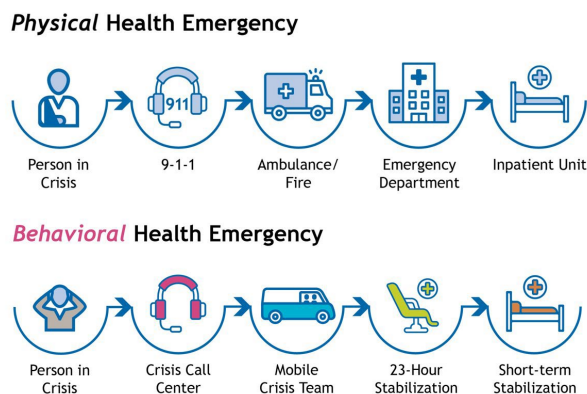 Physical Health Emergency
911
Person in
Crisis
9-1-1
Ambulance/
Fire
Emergency
Department
Inpatient Unit
Behavioral Health Emergency
Person in
Crisis
Crisis Call
Center
Mobile
Crisis Team
23-Hour
Stabilization
Short-term
Stabilization